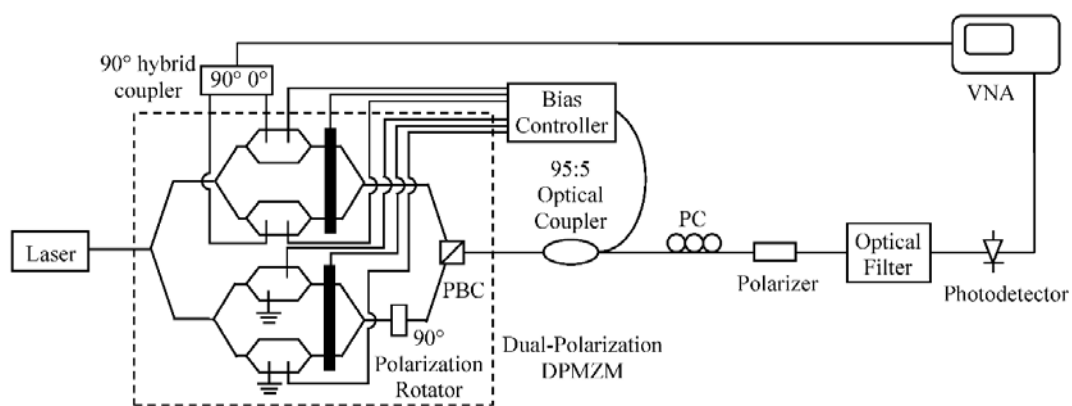 90° hybrid
coupler
90° 0°
Bias
Controller
VNA
95:5
Optical
Coupler
PC
Laser
PBC
Polarizer
Optical
Filter
Photodetector
90°
Polarization
Rotator
Dual-Polarization
DPMZM